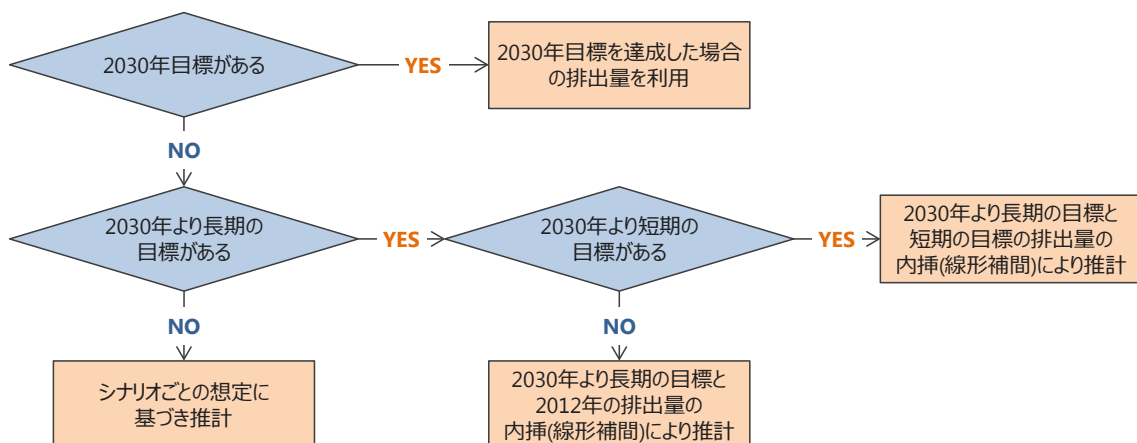 2030年目標がある
YES
2030年目標を達成した場合
の排出量を利用
NO
2030年より長期の
目標がある
YES
2030年より短期の
目標がある
YES
2030年より長期の目標と
短期の目標の排出量の
内挿(線形補間)により推計
NO
NO
シナリオごとの想定に
基づき推計
2030年より長期の目標と
2012年の排出量の
内挿(線形補間)により推計